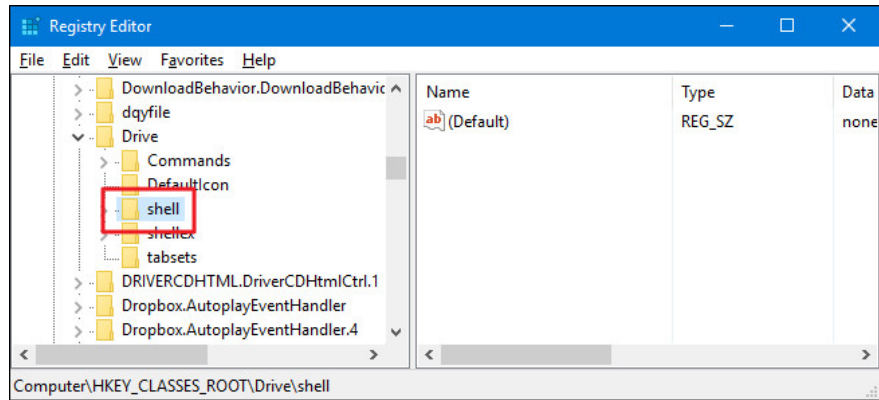 Registry Editor
File Edit View Favorites Help
DownloadBehavior.DownloadBehavic
dqyfile
Drive
Commands
DefaultIcon
shell
shellex
tabsets
DRIVERCDHTML.DriverCDHtmlCtrl.1
Dropbox.AutoplayEventHandler
Dropbox.AutoplayEventHandler.4
Name Type Data
ab (Default) REG_SZ none
Computer\HKEY_CLASSES_ROOT\Drive\shell